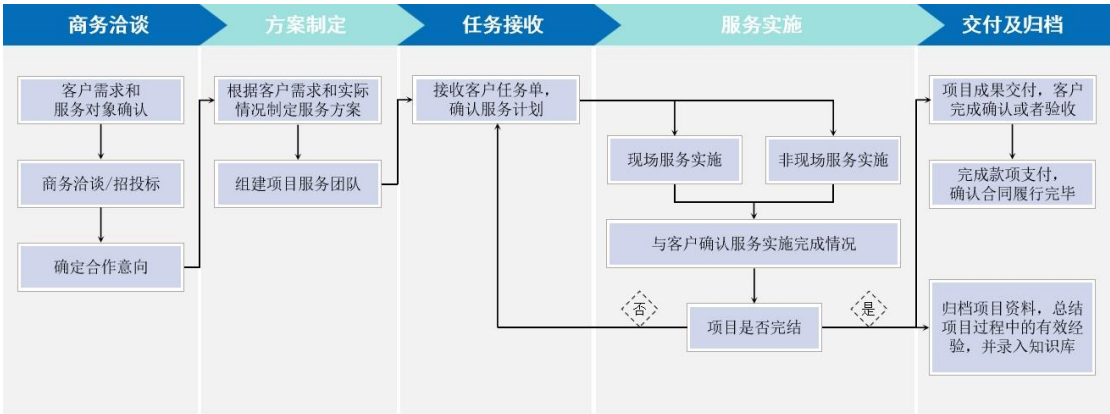 商务洽谈
方案制定
任务接收
服务实施
交付及归档
客户需求和
服务对象确认
商务洽谈/招投标
确定合作意向
根据客户需求和实际
情况制定服务方案
组建项目服务团队
接收客户任务单，
确认服务计划
现场服务实施
非现场服务实施
与客户确认服务实施完成情况
项目是否完结
否
是
项目成果交付，客户
完成确认或者验收
完成款项支付，
确认合同履行完毕
归档项目资料，总结
项目过程中的有效经
验，并录入知识库